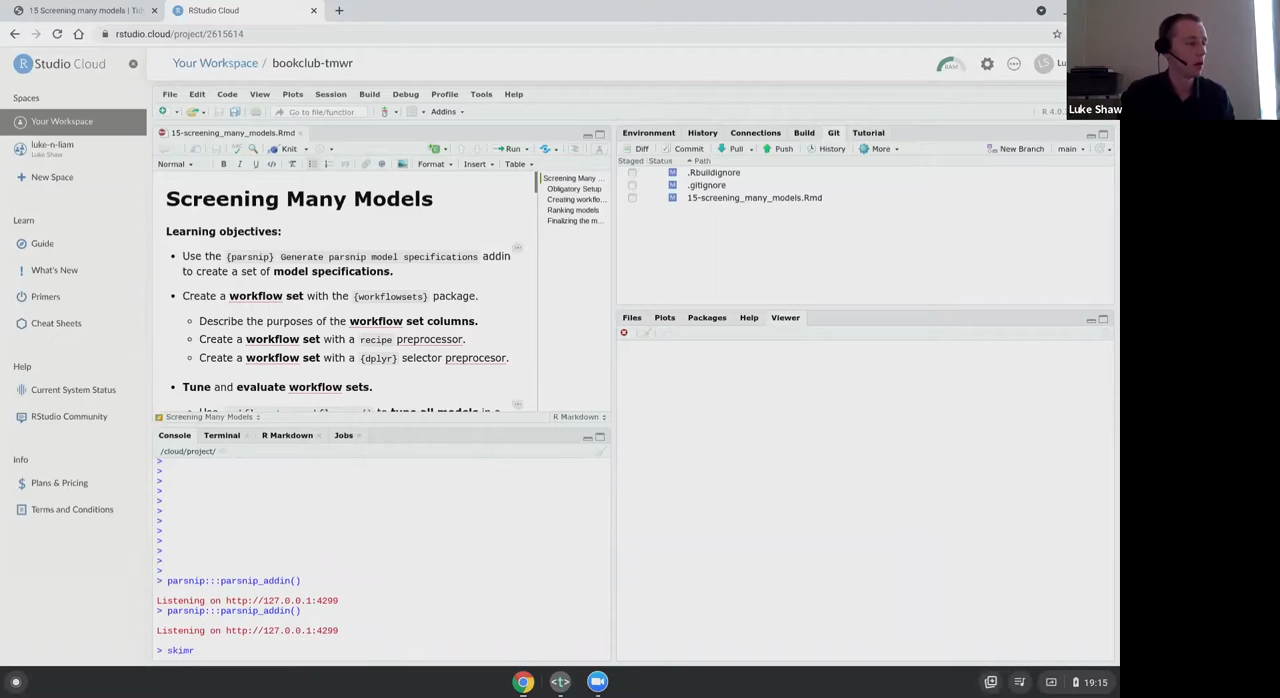 15 Screening many models | Tid
RStudio Cloud
rstudio.cloud/project/2615614
RStudio Cloud
Your Workspace / bookclub-tmwr
RAM
LS
Lu
Luke Shaw
Spaces
Your Workspace
luke-n-liam
Luke Shaw
New Space
Learn
Guide
What's New
Primers
Cheat Sheets
Help
Current System Status
RStudio Community
Info
Plans & Pricing
Terms and Conditions
File Edit Code View Plots Session Build Debug Profile Tools Help
Go to file/function
Addins
R 4.0.
15-screening_many_models.Rmd
Knit
Run
Normal
B I U
Format
Insert
Table
Screening Many Models
Learning objectives:
Use the {parsnip} Generate parsnip model specifications addin
to create a set of model specifications.
Create a workflow set with the {workflowsets} package.
Describe the purposes of the workflow set columns.
Create a workflow set with a recipe preprocessor.
Create a workflow set with a {dplyr} selector preprocesor.
Tune and evaluate workflow sets.
Screening Many ...
Obligatory Setup
Creating workflo...
Ranking models
Finalizing the m...
Screening Many Models
R Markdown
Console Terminal R Markdown Jobs
/cloud/project/
>
>
>
>
>
>
>
>
>
>
>
>
> parsnip:::parsnip_addin()
Listening on http://127.0.0.1:4299
> parsnip:::parsnip_addin()
Listening on http://127.0.0.1:4299
> skimr
Environment History Connections Build Git Tutorial
Diff Commit Pull Push History More New Branch main
Staged Status Path
M .Rbuildignore
M .gitignore
M 15-screening_many_models.Rmd
Files Plots Packages Help Viewer
19:15